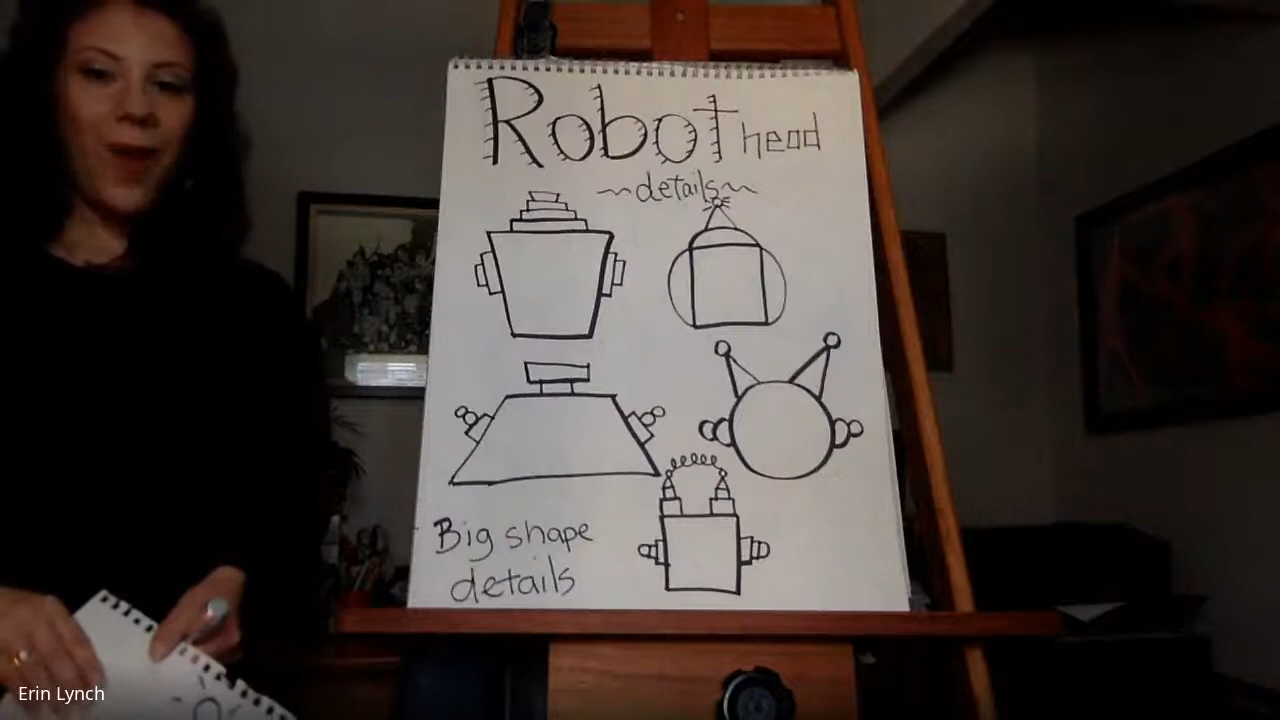 Robot head
~details~
Big shape
details
Erin Lynch